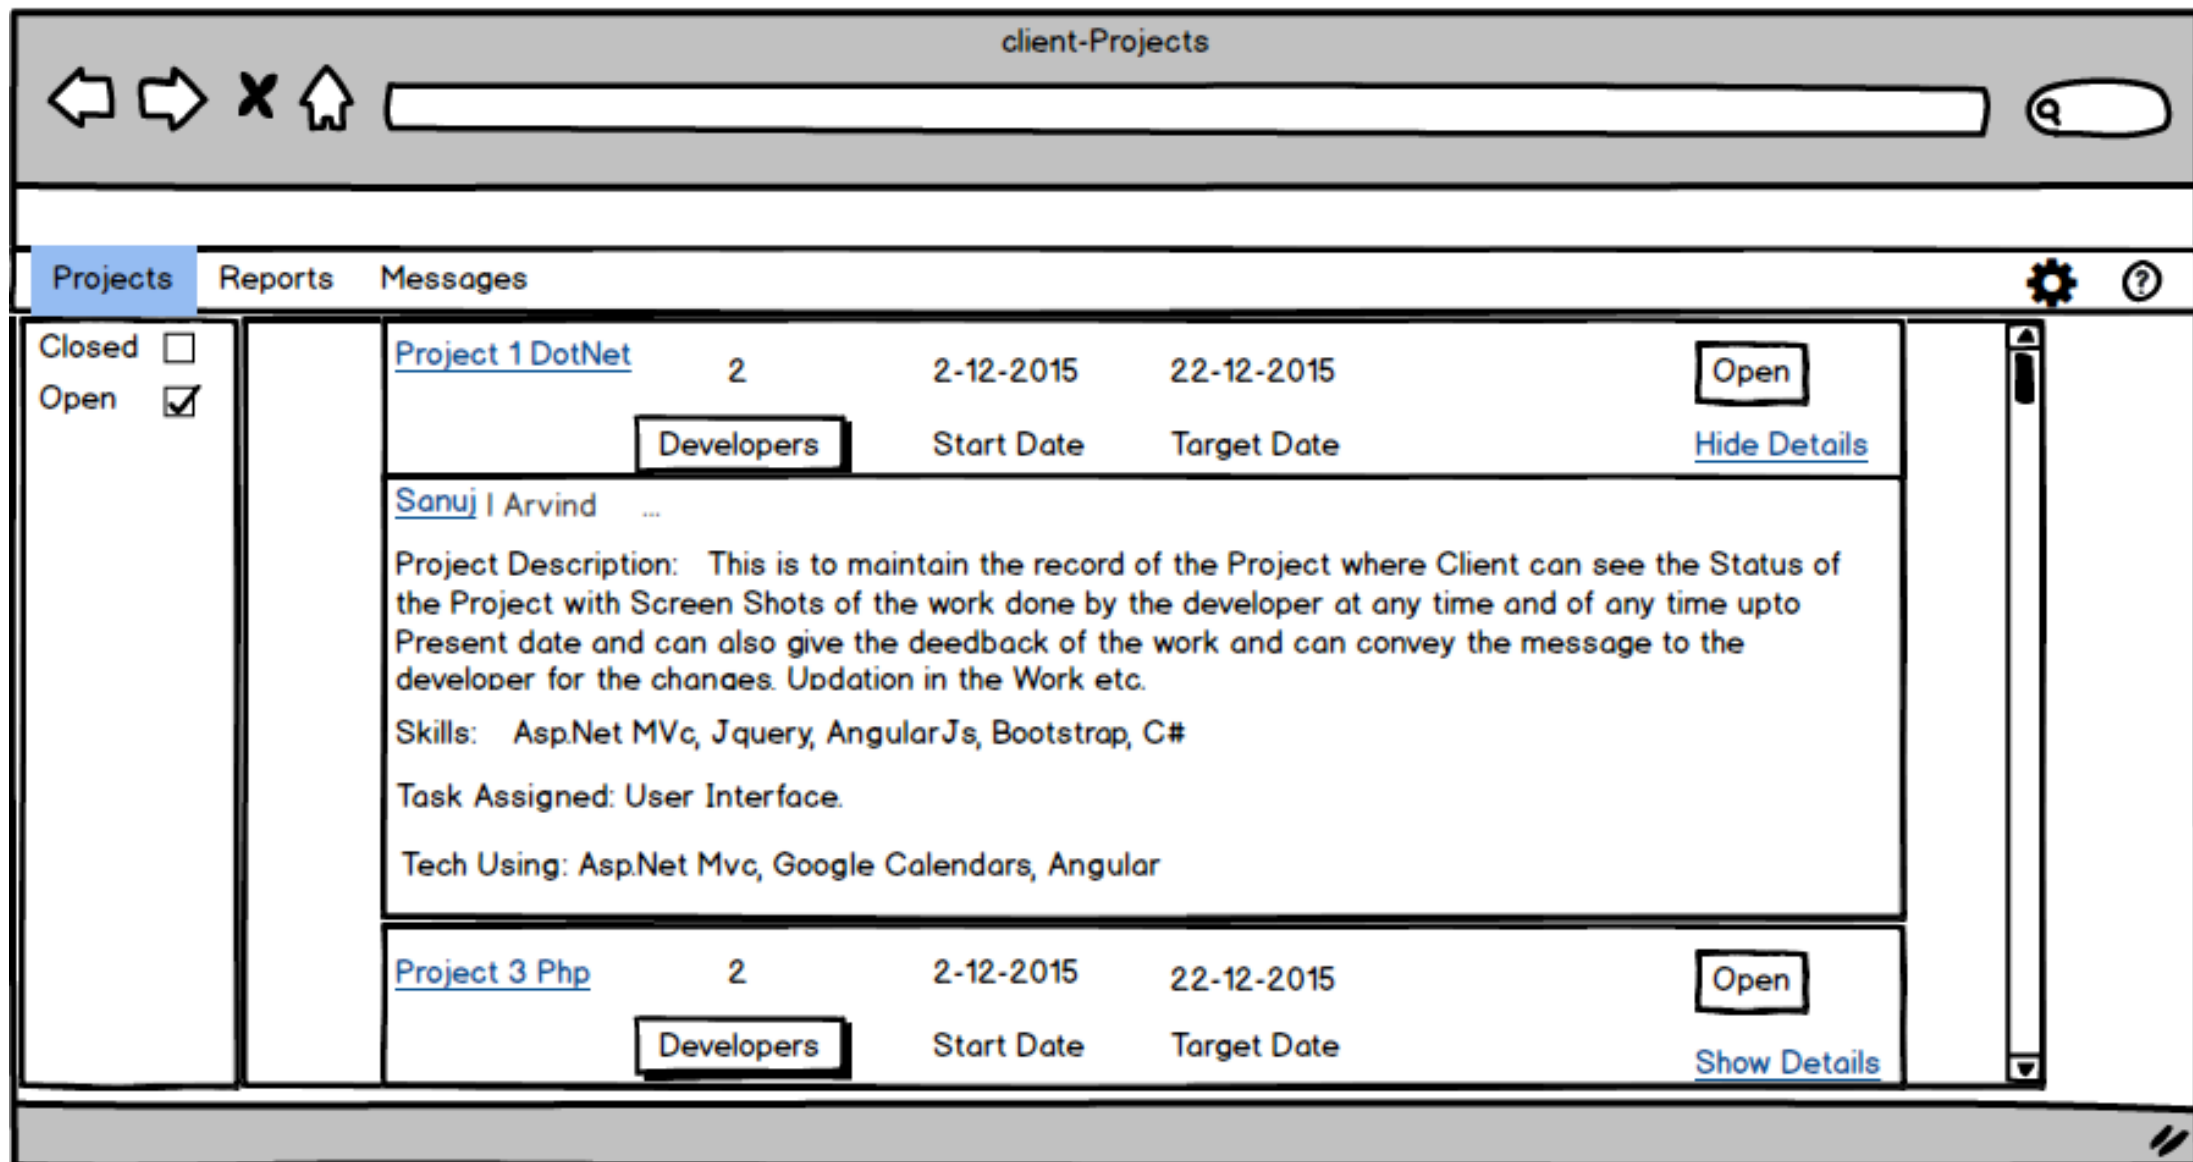 client-Projects
Projects Reports Messages
?
Closed
Open
Project 1 DotNet 2 2-12-2015 22-12-2015 Open
Developers Start Date Target Date Hide Details
Sanuj | Arvind ...
Project Description: This is to maintain the record of the Project where Client can see the Status of
the Project with Screen Shots of the work done by the developer at any time and of any time upto
Present date and can also give the deedback of the work and can convey the message to the
developer for the changes. Updation in the Work etc.
Skills: Asp.Net MVc, Jquery, AngularJs, Bootstrap, C#
Task Assigned: User Interface.
Tech Using: Asp.Net Mvc, Google Calendars, Angular
Project 3 Php 2 2-12-2015 22-12-2015 Open
Developers Start Date Target Date Show Details